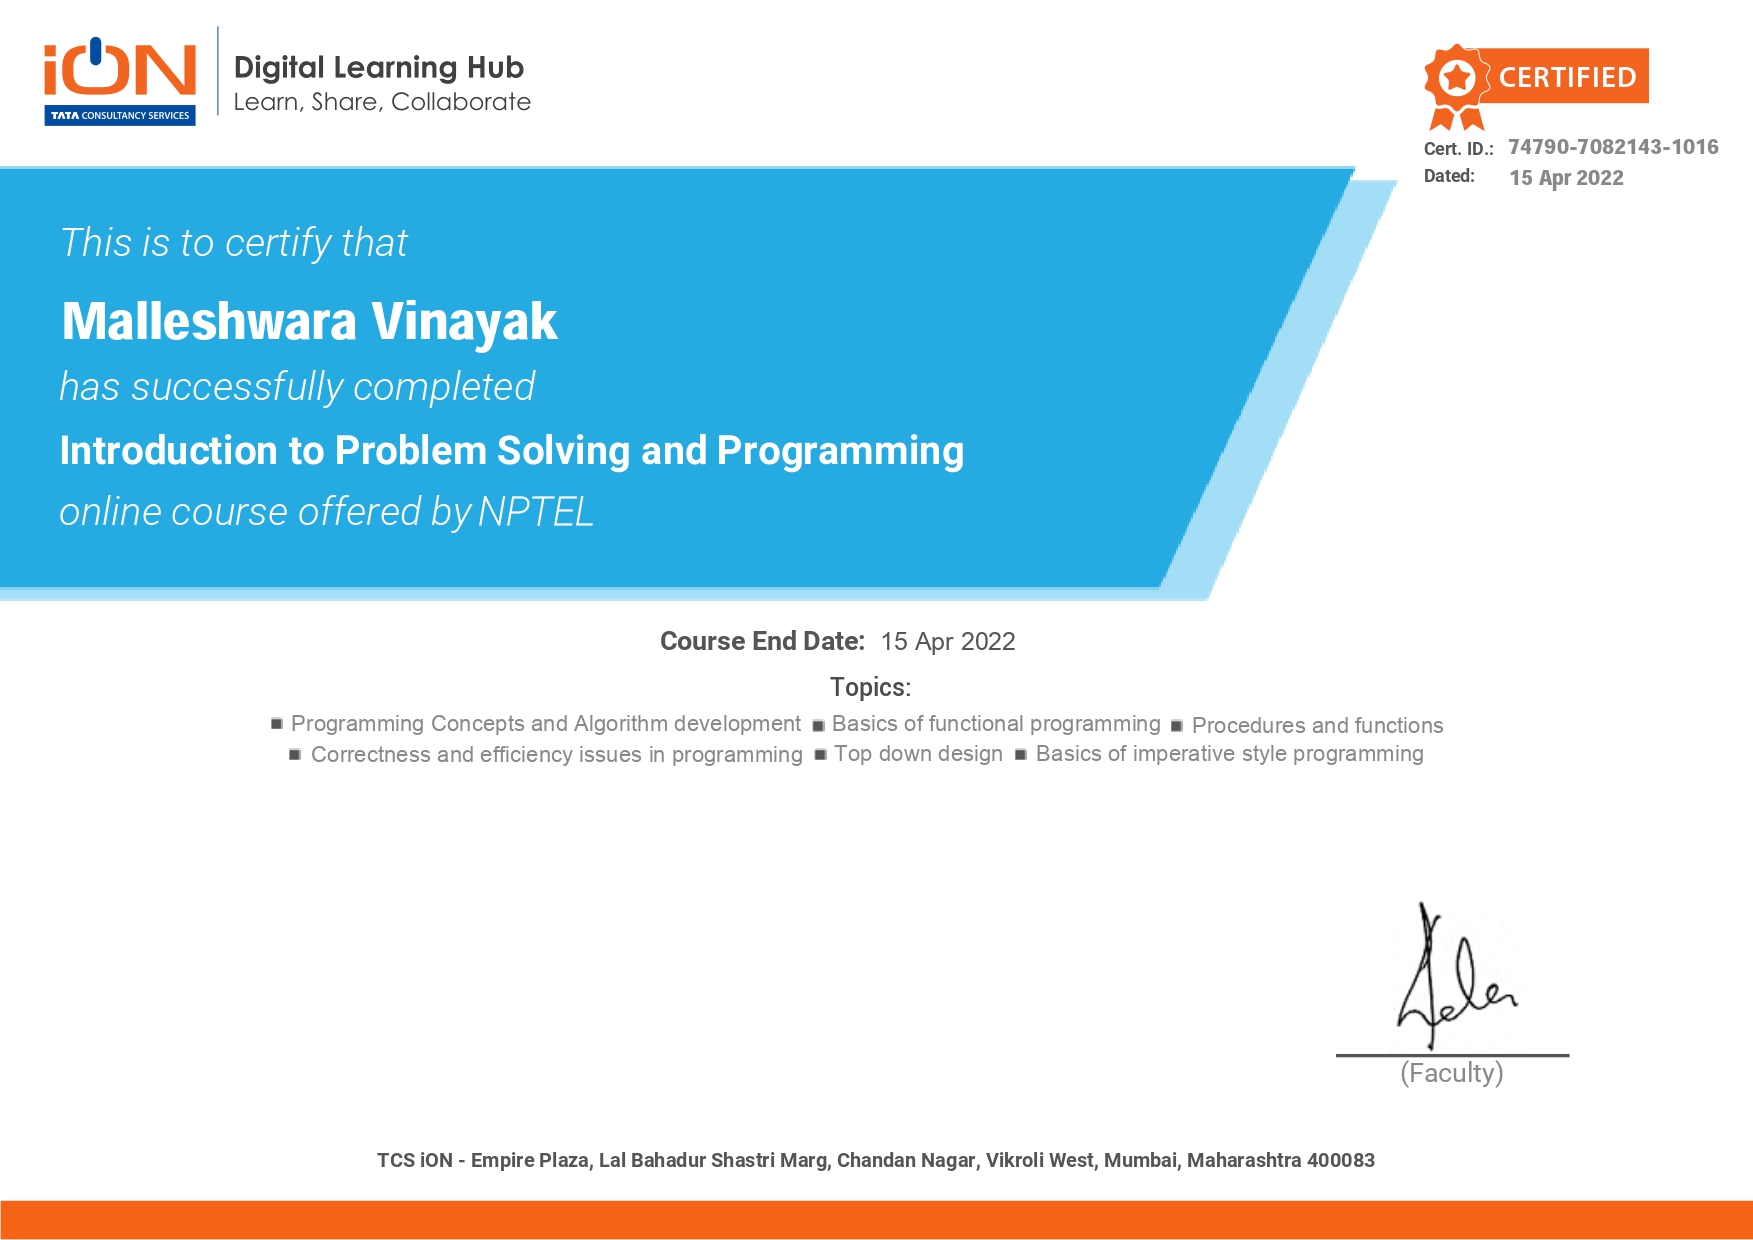 iON
TATA CONSULTANCY SERVICES
Digital Learning Hub
Learn, Share, Collaborate
CERTIFIED
Cert. ID.: 74790-7082143-1016
Dated: 15 Apr 2022
This is to certify that
Malleshwara Vinayak
has successfully completed
Introduction to Problem Solving and Programming
online course offered by NPTEL
Course End Date: 15 Apr 2022
Topics:
Programming Concepts and Algorithm development Basics of functional programming Procedures and functions
Correctness and efficiency issues in programming Top down design Basics of imperative style programming
(Faculty)
TCS iON - Empire Plaza, Lal Bahadur Shastri Marg, Chandan Nagar, Vikroli West, Mumbai, Maharashtra 400083